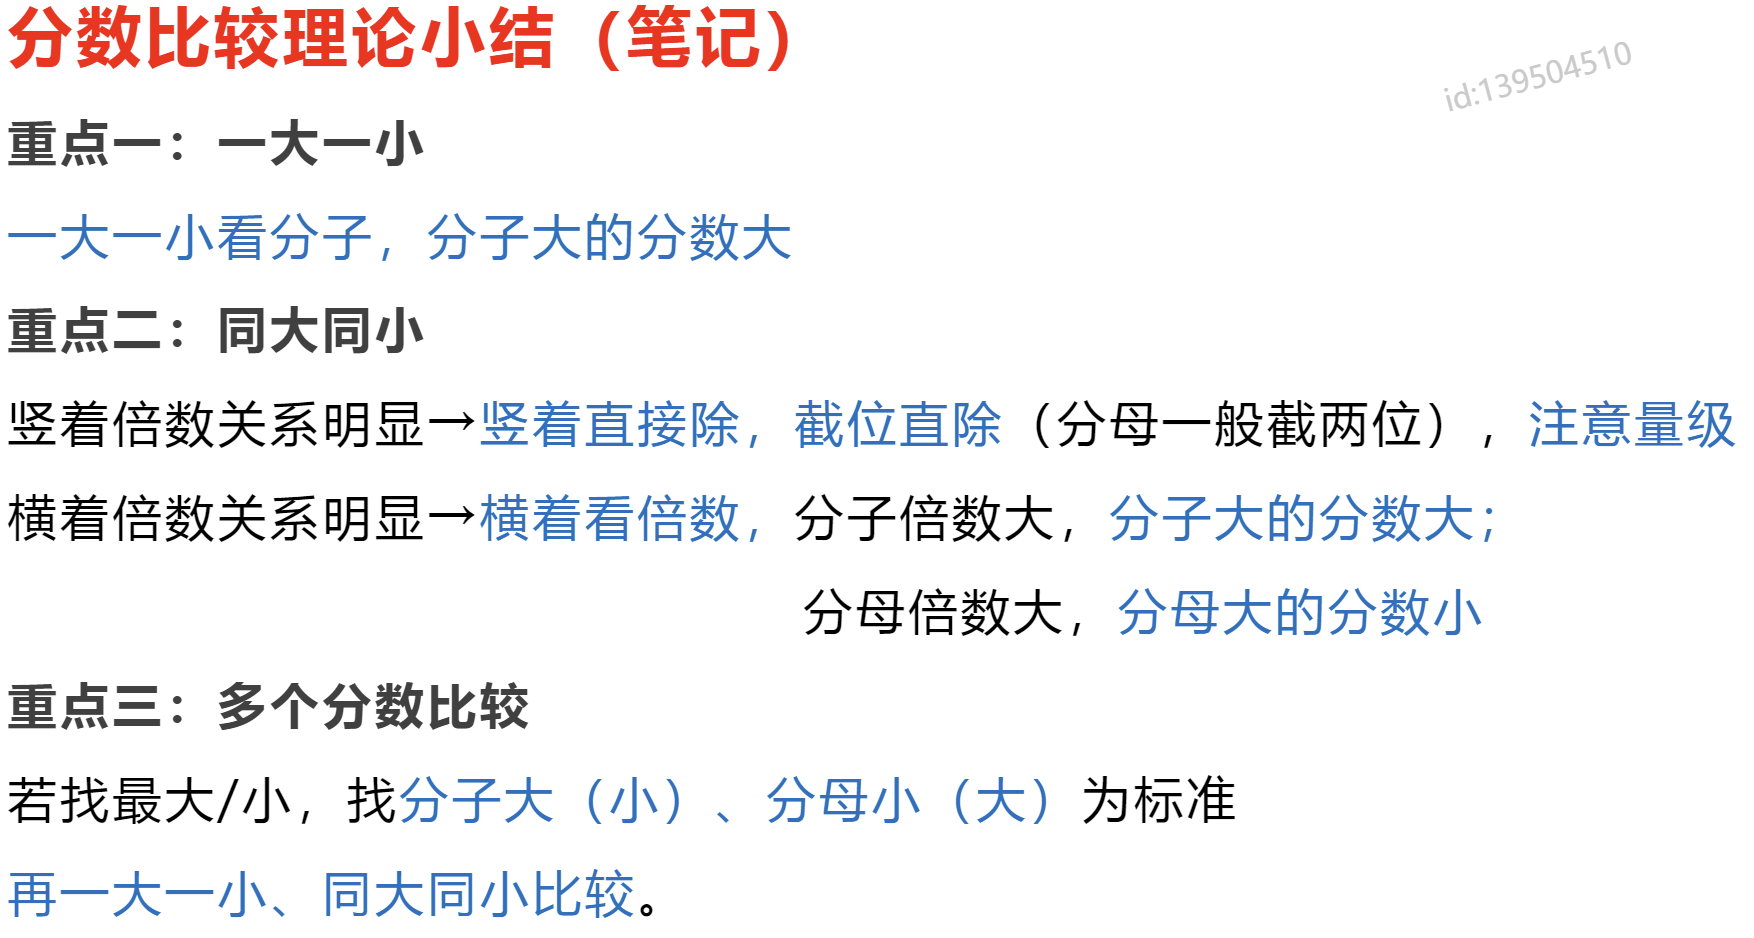 分数比较理论小结（笔记）
id:139504510
重点一：一大一小
一大一小看分子，分子大的分数大
重点二：同大同小
竖着倍数关系明显→竖着直接除，截位直除（分母一般截两位），注意量级
横着倍数关系明显→横着看倍数，分子倍数大，分子大的分数大；
分母倍数大，分母大的分数小
重点三：多个分数比较
若找最大/小，找分子大（小）、分母小（大）为标准
再一大一小、同大同小比较。